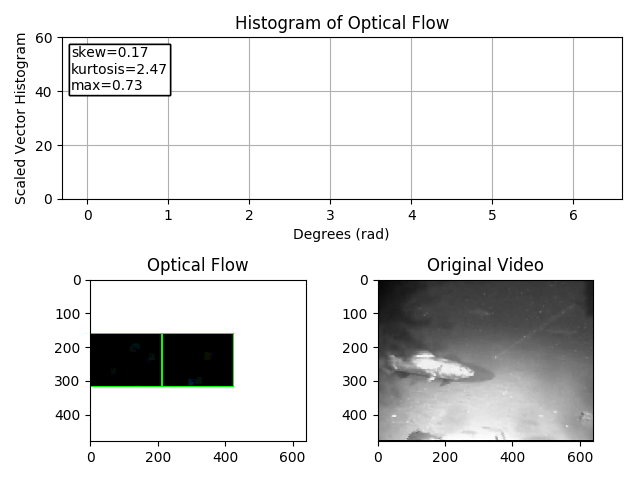 Histogram of Optical Flow
60
40
20
0
Scaled Vector Histogram
skew=0.17
kurtosis=2.47
max=0.73
0 1 2 3 4 5 6
Degrees (rad)
Optical Flow
0
100
200
300
400
0 200 400 600
Original Video
0
100
200
300
400
0 200 400 600